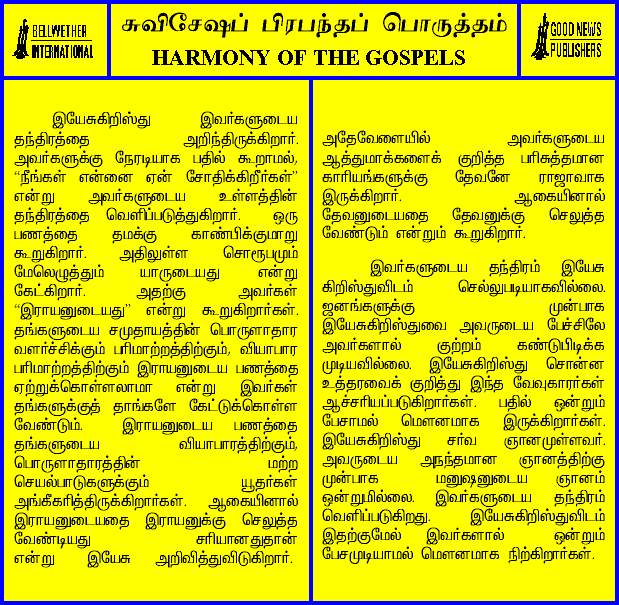 BELLWETHER
INTERNATIONAL
சுவிசேஷப் பிரபந்தப் பொருத்தம்
HARMONY OF THE GOSPELS
GOOD NEWS
PUBLISHERS
இயேசுகிறிஸ்து இவர்களுடைய
தந்திரத்தை அறிந்திருக்கிறார்.
அவர்களுக்கு நேரடியாக பதில் கூறாமல்,
“நீங்கள் என்னை ஏன் சோதிக்கிறீர்கள்”
என்று அவர்களுடைய உள்ளத்தின்
தந்திரத்தை வெளிப்படுத்துகிறார். ஒரு
பணத்தை தமக்கு காண்பிக்குமாறு
கூறுகிறார். அதிலுள்ள சொரூபமும்
மேலெழுத்தும் யாருடையது என்று
கேட்கிறார். அதற்கு அவர்கள்
“இராயனுடையது” என்று கூறுகிறார்கள்.
தங்களுடைய சமுதாயத்தின் பொருளாதார
வளர்ச்சிக்கும் பரிமாற்றத்திற்கும், வியாபார
பரிமாற்றத்திற்கும் இராயனுடைய பணத்தை
ஏற்றுக்கொள்ளலாமா என்று இவர்கள்
தங்களுக்குத் தாங்களே கேட்டுக்கொள்ள
வேண்டும். இராயனுடைய பணத்தை
தங்களுடைய வியாபாரத்திற்கும்,
பொருளாதாரத்தின் மற்ற
செயல்பாடுகளுக்கும் யூதர்கள்
அங்கீகரித்திருக்கிறார்கள். ஆகையினால்
இராயனுடையதை இராயனுக்கு செலுத்த
வேண்டியது சரியானதுதான்
என்று இயேசு அறிவித்துவிடுகிறார்.
அதேவேளையில் அவர்களுடைய
ஆத்துமாக்களைக் குறித்த பரிசுத்தமான
காரியங்களுக்கு தேவனே ராஜாவாக
இருக்கிறார். ஆகையினால்
தேவனுடையதை தேவனுக்கு செலுத்த
வேண்டும் என்றும் கூறுகிறார்.
இவர்களுடைய தந்திரம் இயேசு
கிறிஸ்துவிடம் செல்லுபடியாகவில்லை.
ஜனங்களுக்கு முன்பாக
இயேசுகிறிஸ்துவை அவருடைய பேச்சிலே
அவர்களால் குற்றம் கண்டுபிடிக்க
முடியவில்லை. இயேசுகிறிஸ்து சொன்ன
உத்தரவைக் குறித்து இந்த வேவுகாரர்கள்
ஆச்சரியப்படுகிறார்கள். பதில் ஒன்றும்
பேசாமல் மௌனமாக இருக்கிறார்கள்.
இயேசுகிறிஸ்து சர்வ ஞானமுள்ளவர்.
அவருடைய அநந்தமான ஞானத்திற்கு
முன்பாக மனுஷனுடைய ஞானம்
ஒன்றுமில்லை. இவர்களுடைய தந்திரம்
வெளிப்படுகிறது. இயேசுகிறிஸ்துவிடம்
இதற்குமேல் இவர்களால் ஒன்றும்
பேசமுடியாமல் மௌனமாக நிற்கிறார்கள்.